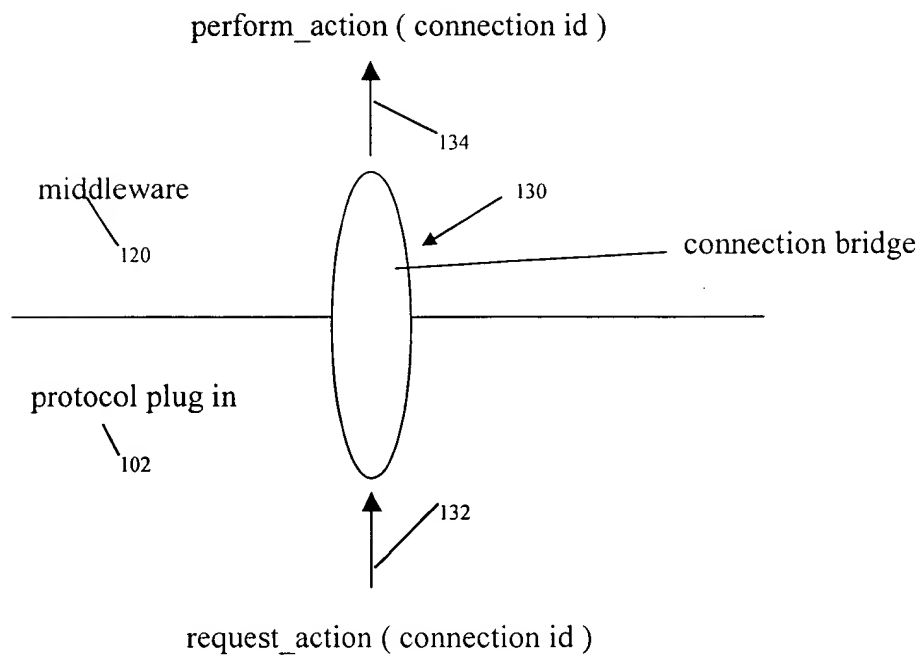 perform_action ( connection id )
134
middleware
130
120
connection bridge
protocol plug in
102
132
request_action ( connection id )